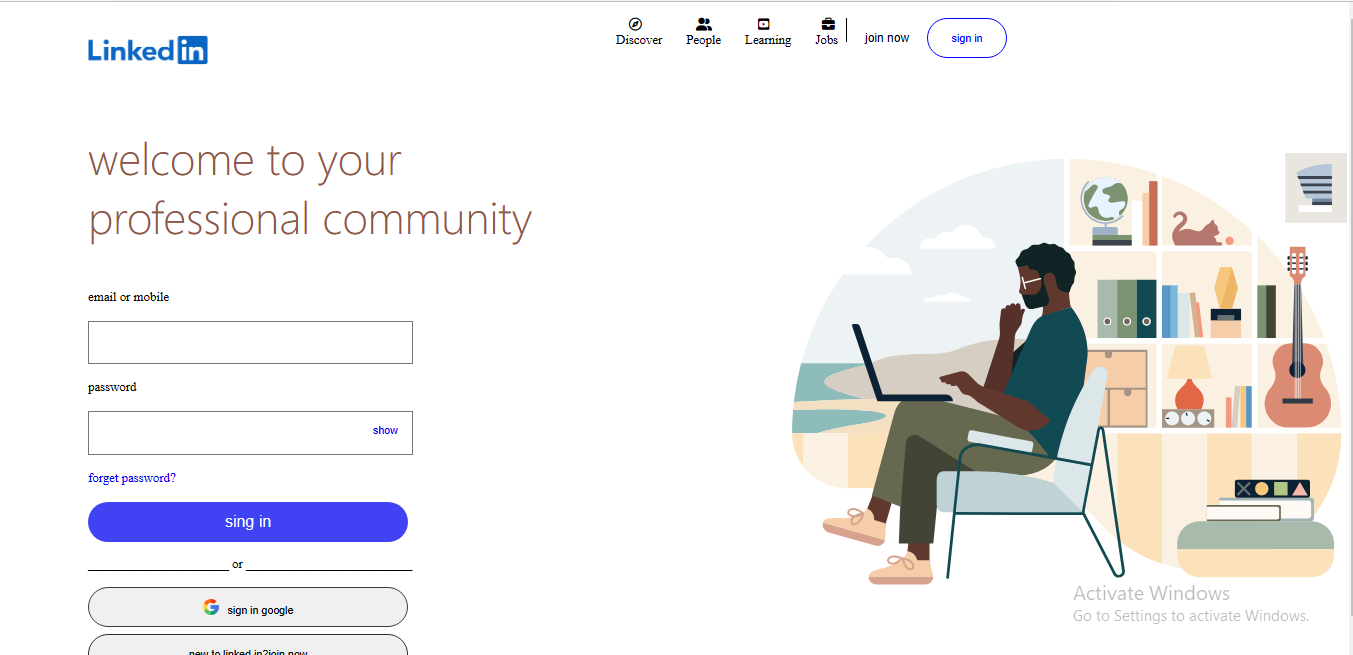 Linked in
Discover People Learning Jobs join now sign in
welcome to your
professional community
email or mobile
password
show
forget password?
sing in
or
sign in google
new to linked in?join now
Activate Windows
Go to Settings to activate Windows.